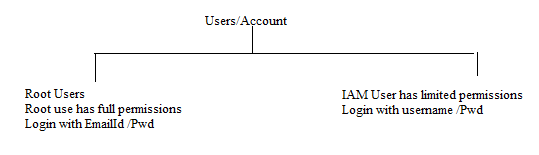 Users/Account
Root Users
Root use has full permissions
Login with EmailId /Pwd
IAM User has limited permissions
Login with username /Pwd